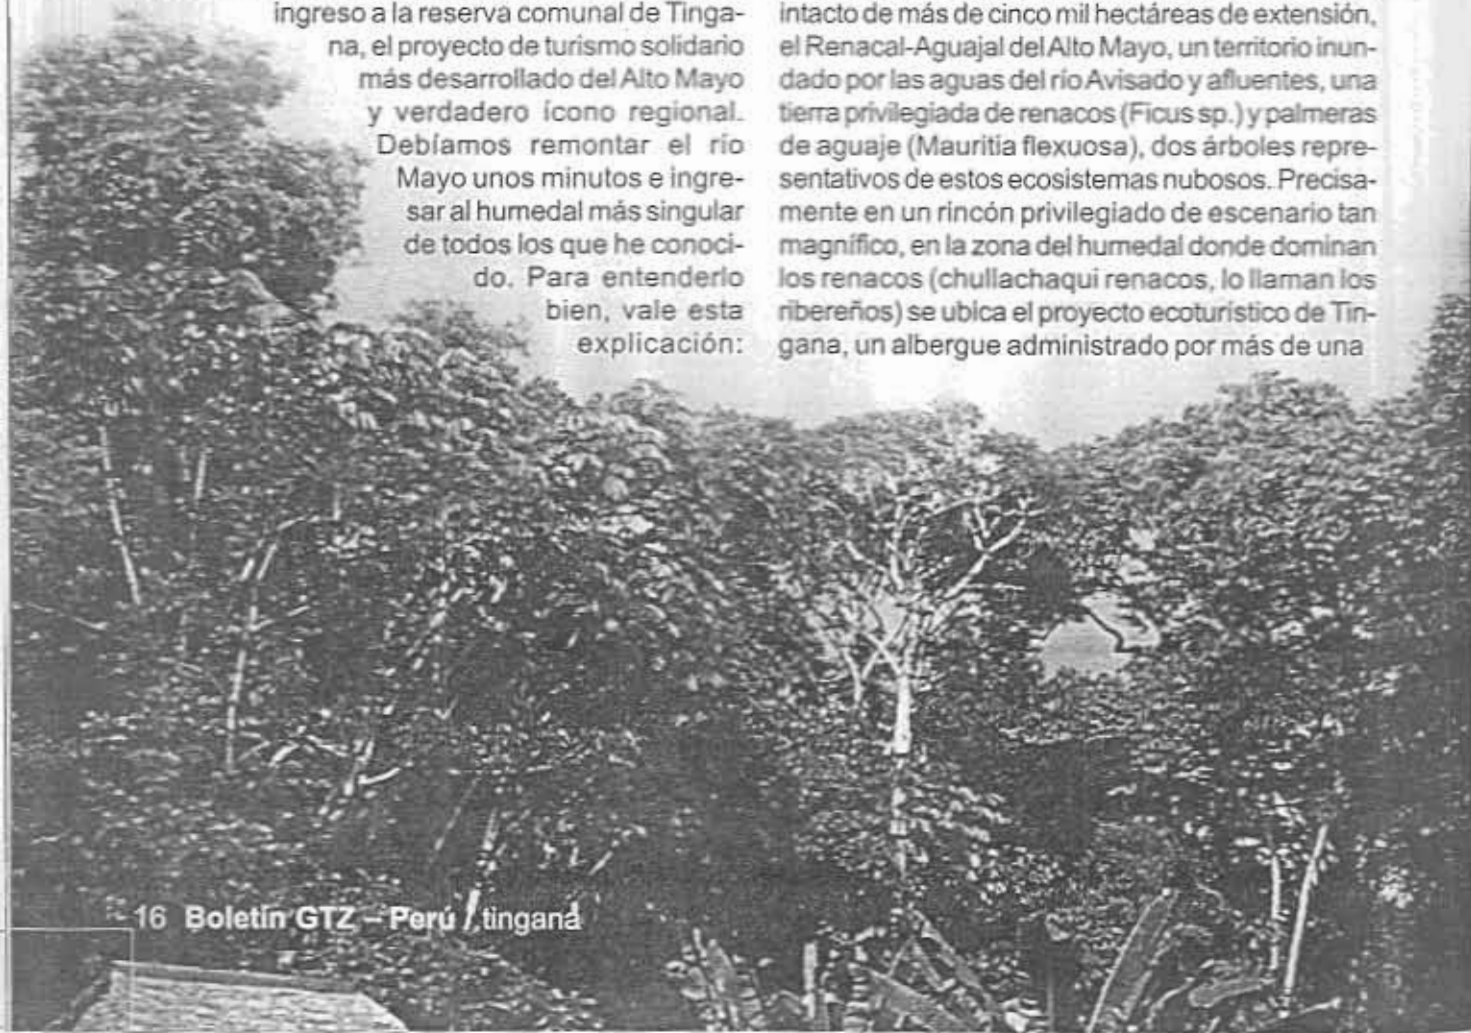 ingreso a la reserva comunal de Tinga-
na, el proyecto de turismo solidario
más desarrollado del Alto Mayo
y verdadero ícono regional.
Debíamos remontar el río
Mayo unos minutos e ingre-
sar al humedal más singular
de todos los que he conoci-
do. Para entenderlo
bien, vale esta
explicación:
intacto de más de cinco mil hectáreas de extensión,
el Renacal-Aguajal del Alto Mayo, un territorio inun-
dado por las aguas del río Avisado y afluentes, una
tierra privilegiada de renacos (Ficus sp.) y palmeras
de aguaje (Mauritia flexuosa), dos árboles repre-
sentativos de estos ecosistemas nubosos. Precisa-
mente en un rincón privilegiado de escenario tan
magnífico, en la zona del humedal donde dominan
los renacos (chullachaqui renacos, lo llaman los
ribereños) se ubica el proyecto ecoturístico de Tin-
gana, un albergue administrado por más de una
16 Boletín GTZ – Perú / tingana